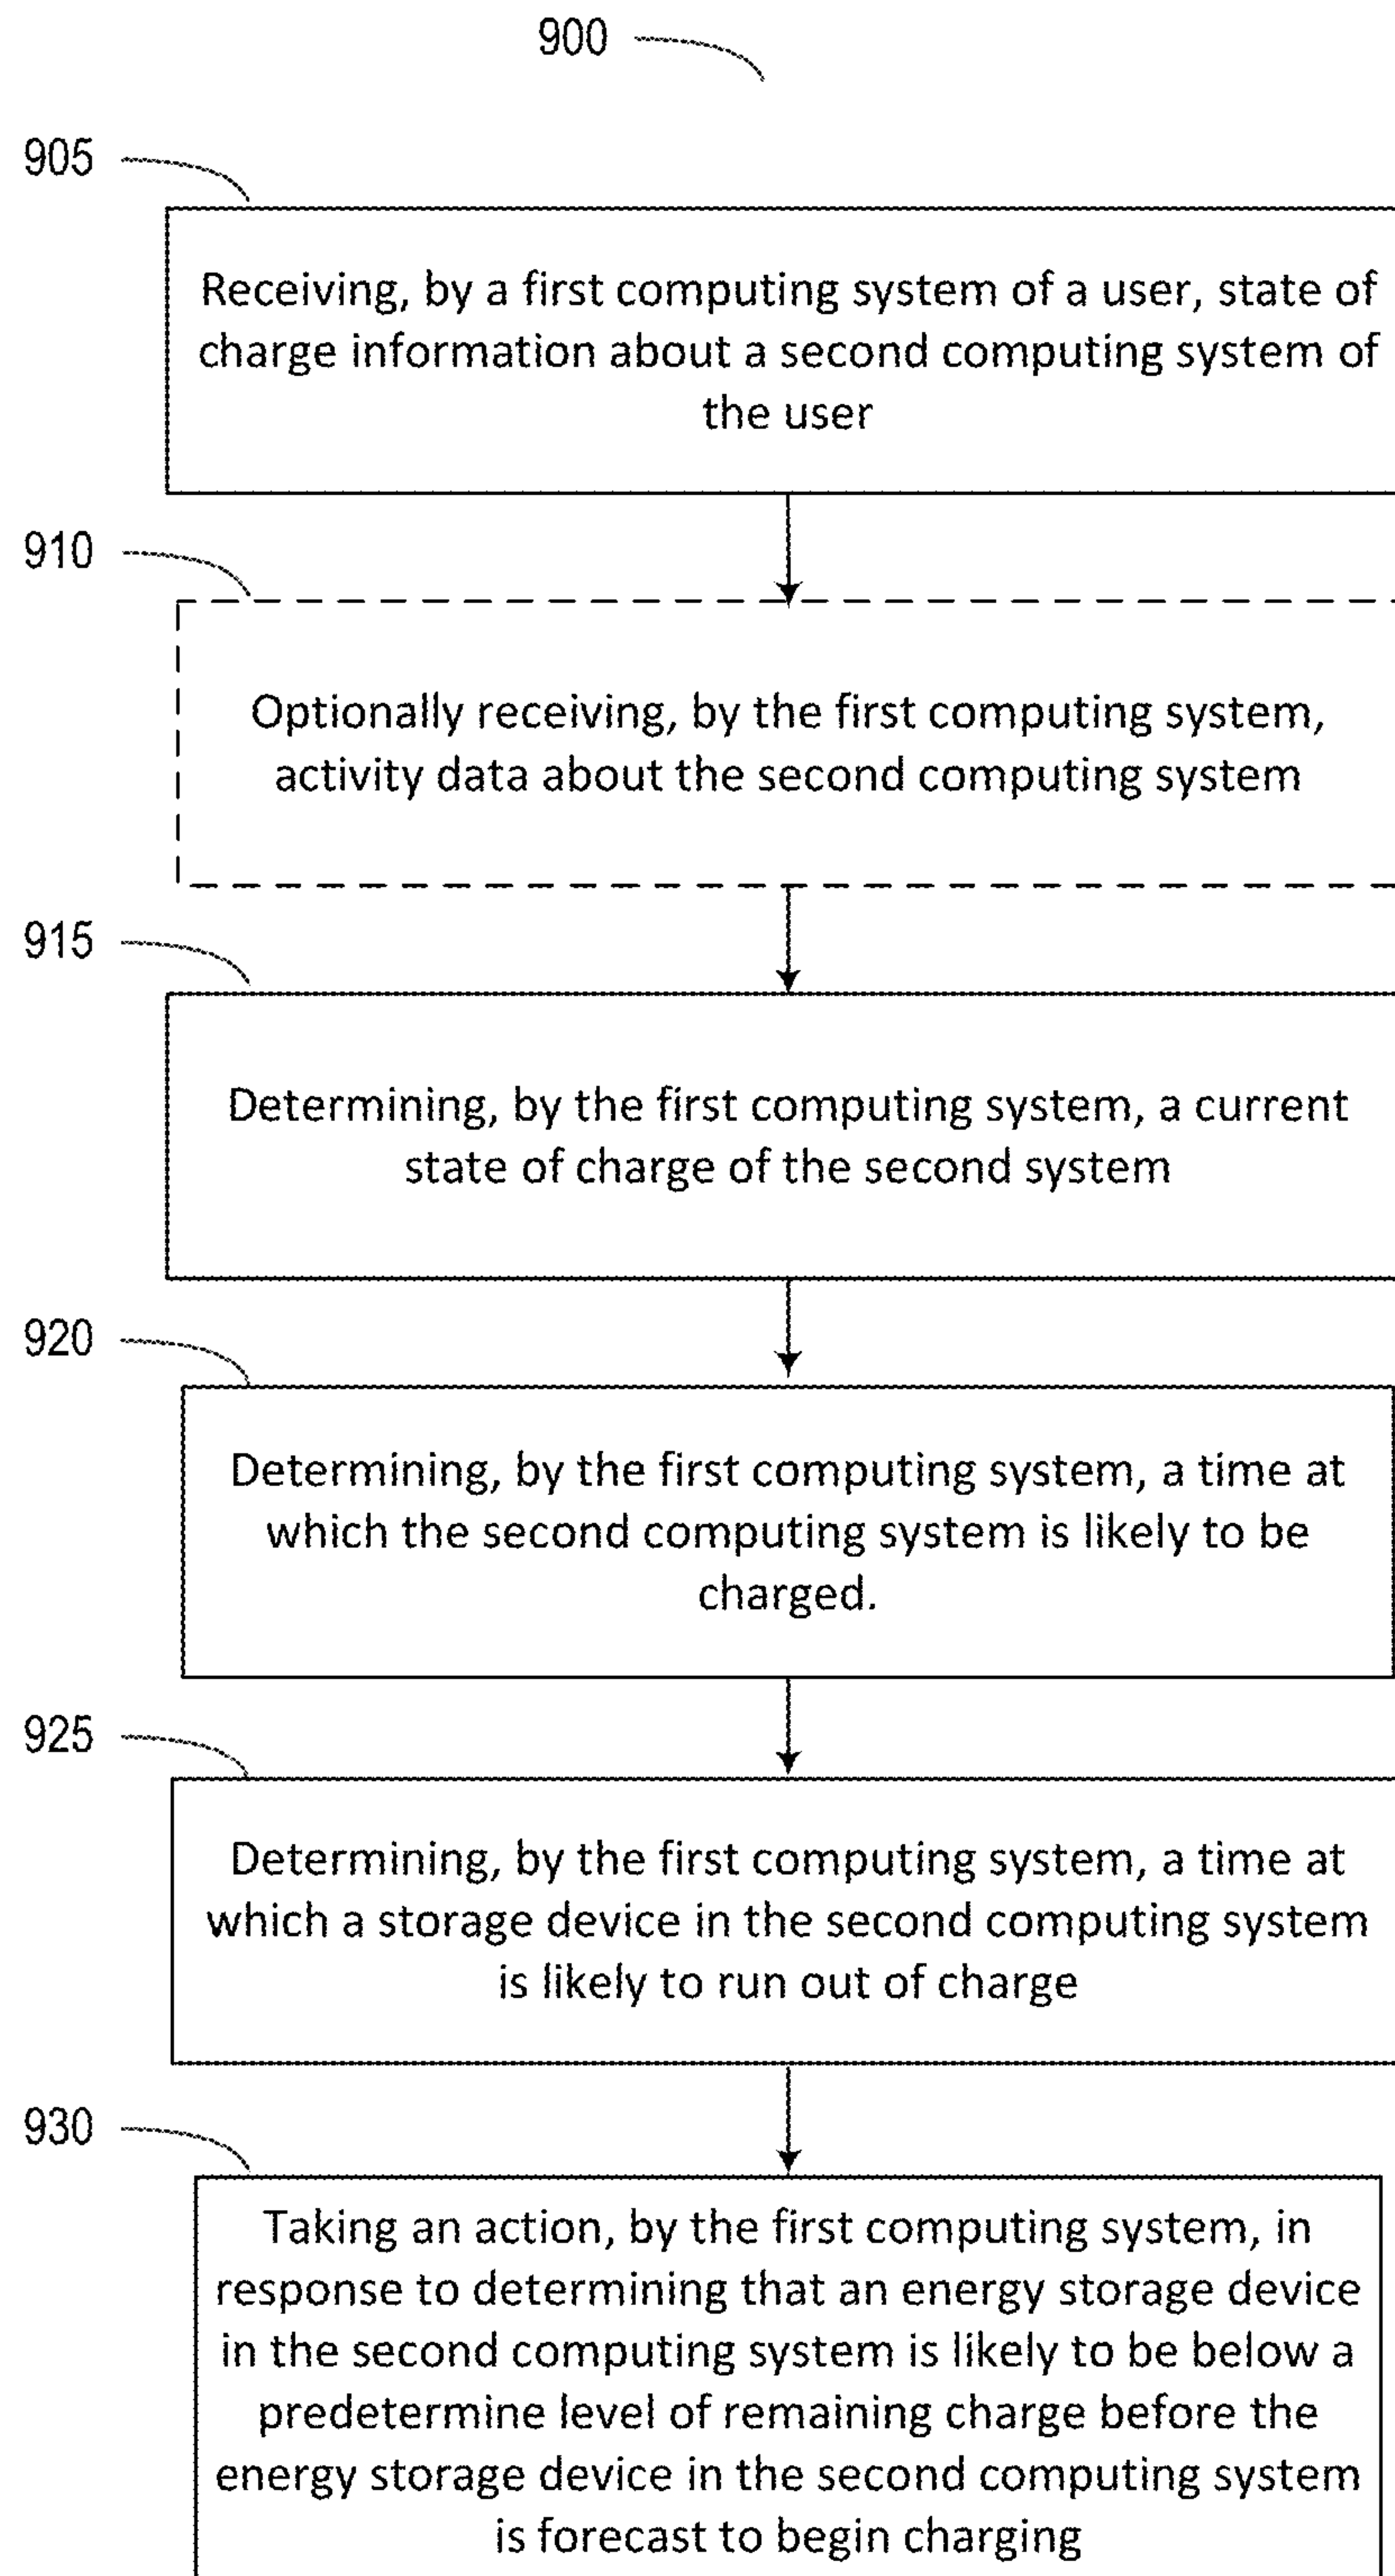 900
905
Receiving, by a first computing system of a user, state of
charge information about a second computing system of
the user
910
Optionally receiving, by the first computing system,
activity data about the second computing system
915
Determining, by the first computing system, a current
state of charge of the second system
920
Determining, by the first computing system, a time at
which the second computing system is likely to be
charged.
925
Determining, by the first computing system, a time at
which a storage device in the second computing system
is likely to run out of charge
930
Taking an action, by the first computing system, in
response to determining that an energy storage device
in the second computing system is likely to be below a
predetermine level of remaining charge before the
energy storage device in the second computing system
is forecast to begin charging